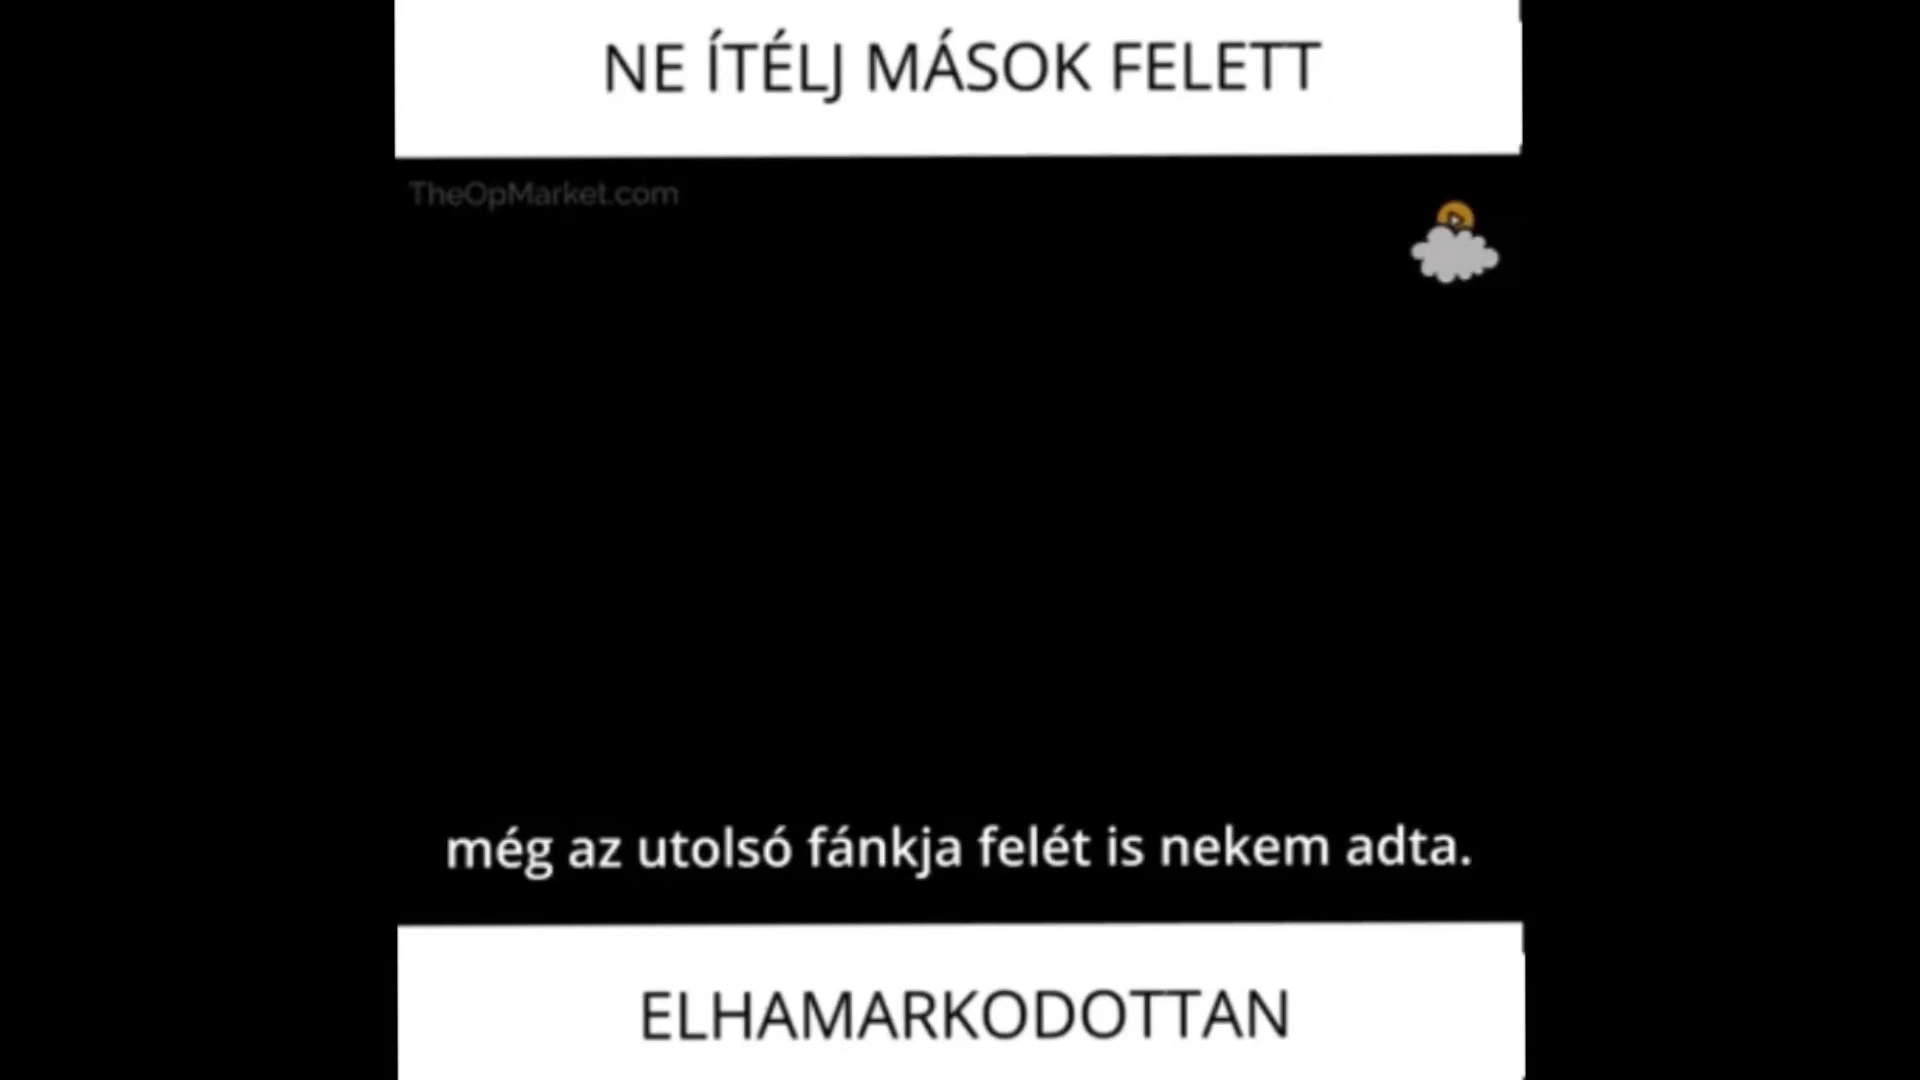 NE ÍTÉLJ MÁSOK FELETT
TheOpMarket.com
még az utolsó fánkja felét is nekem adta.
ELHAMARKODOTTAN